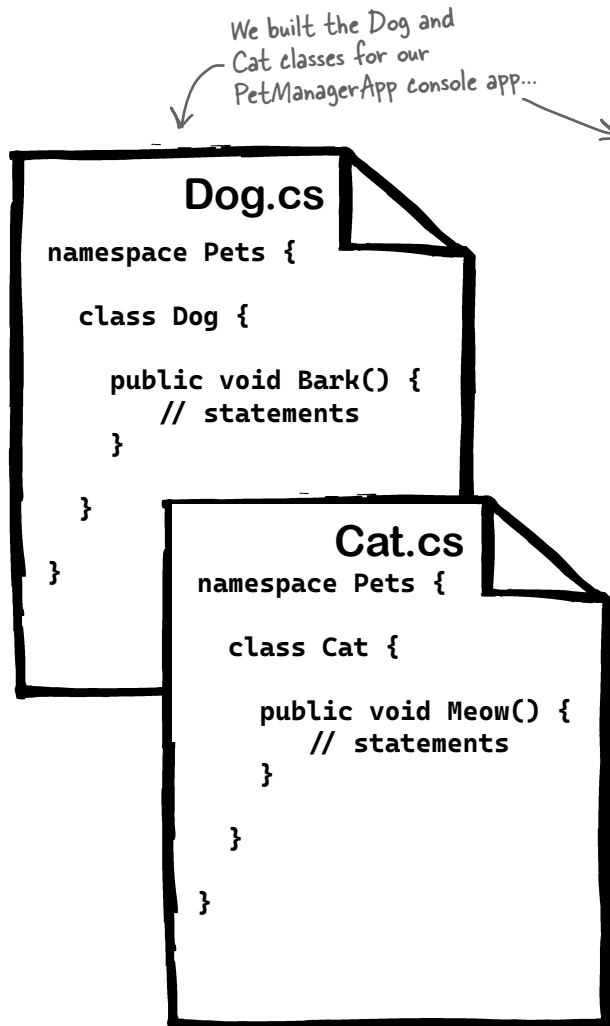 We built the Dog and
Cat classes for our
PetManagerApp console app...
Dog.cs
namespace Pets {
class Dog {
public void Bark() {
// statements
}
}
}
Cat.cs
namespace Pets {
class Cat {
public void Meow() {
// statements
}
}
}